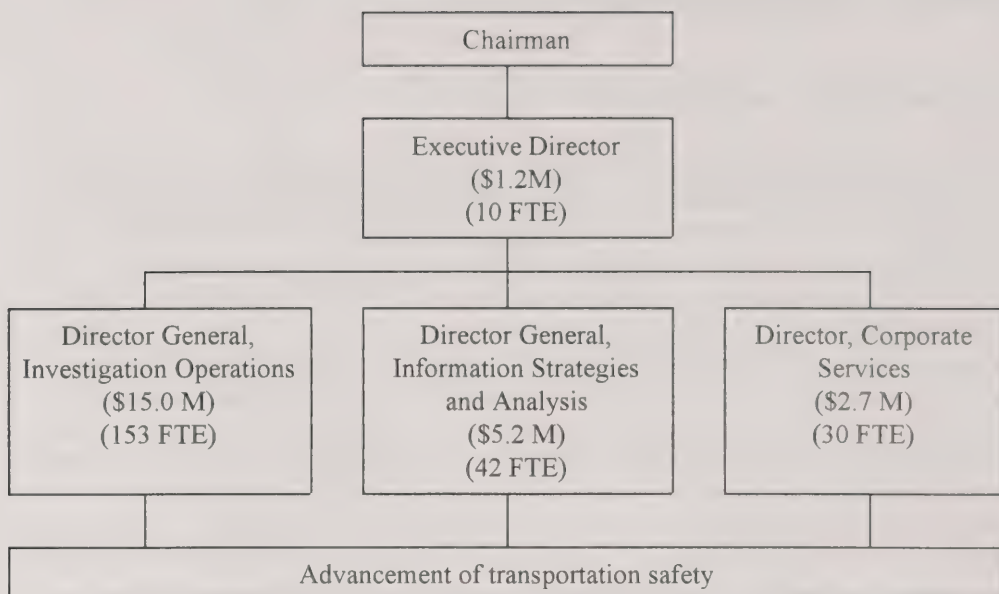 Chairman
Executive Director
($1.2M)
(10 FTE)
Director General,
Investigation Operations
($15.0 M)
(153 FTE)
Director General,
Information Strategies
and Analysis
($5.2 M)
(42 FTE)
Director, Corporate
Services
($2.7 M)
(30 FTE)
Advancement of transportation safety